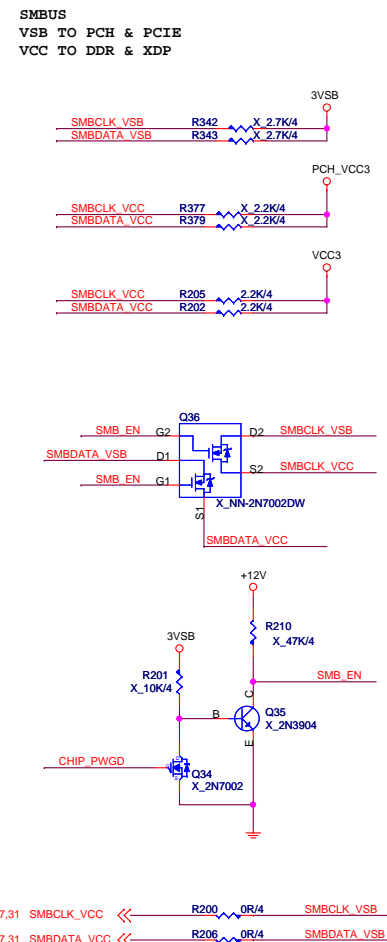 SMBUS
VSB TO PCH & PCIE
VCC TO DDR & XDP
3VSB
SMBCLK_VSB R342 X_2.7K/4
SMBDATA_VSB R343 X_2.7K/4
PCH_VCC3
SMBCLK_VCC R377 X_2.2K/4
SMBDATA_VCC R379 X_2.2K/4
VCC3
SMBCLK_VCC R205 2.2K/4
SMBDATA_VCC R202 2.2K/4
Q36
SMB_EN G2 D2 SMBCLK_VSB
SMBDATA_VSB D1
S2 SMBCLK_VCC
SMB_EN G1
X_NN-2N7002DW
S1
SMBDATA_VCC
+12V
R210
X_47K/4
3VSB
R201
X_10K/4
SMB_EN
C
B
Q35
X_2N3904
E
CHIP_PWGD
Q34
X_2N7002
7,31 SMBCLK_VCC R200 0R/4 SMBCLK_VSB
7,31 SMBDATA_VCC R206 0R/4 SMBDATA_VSB